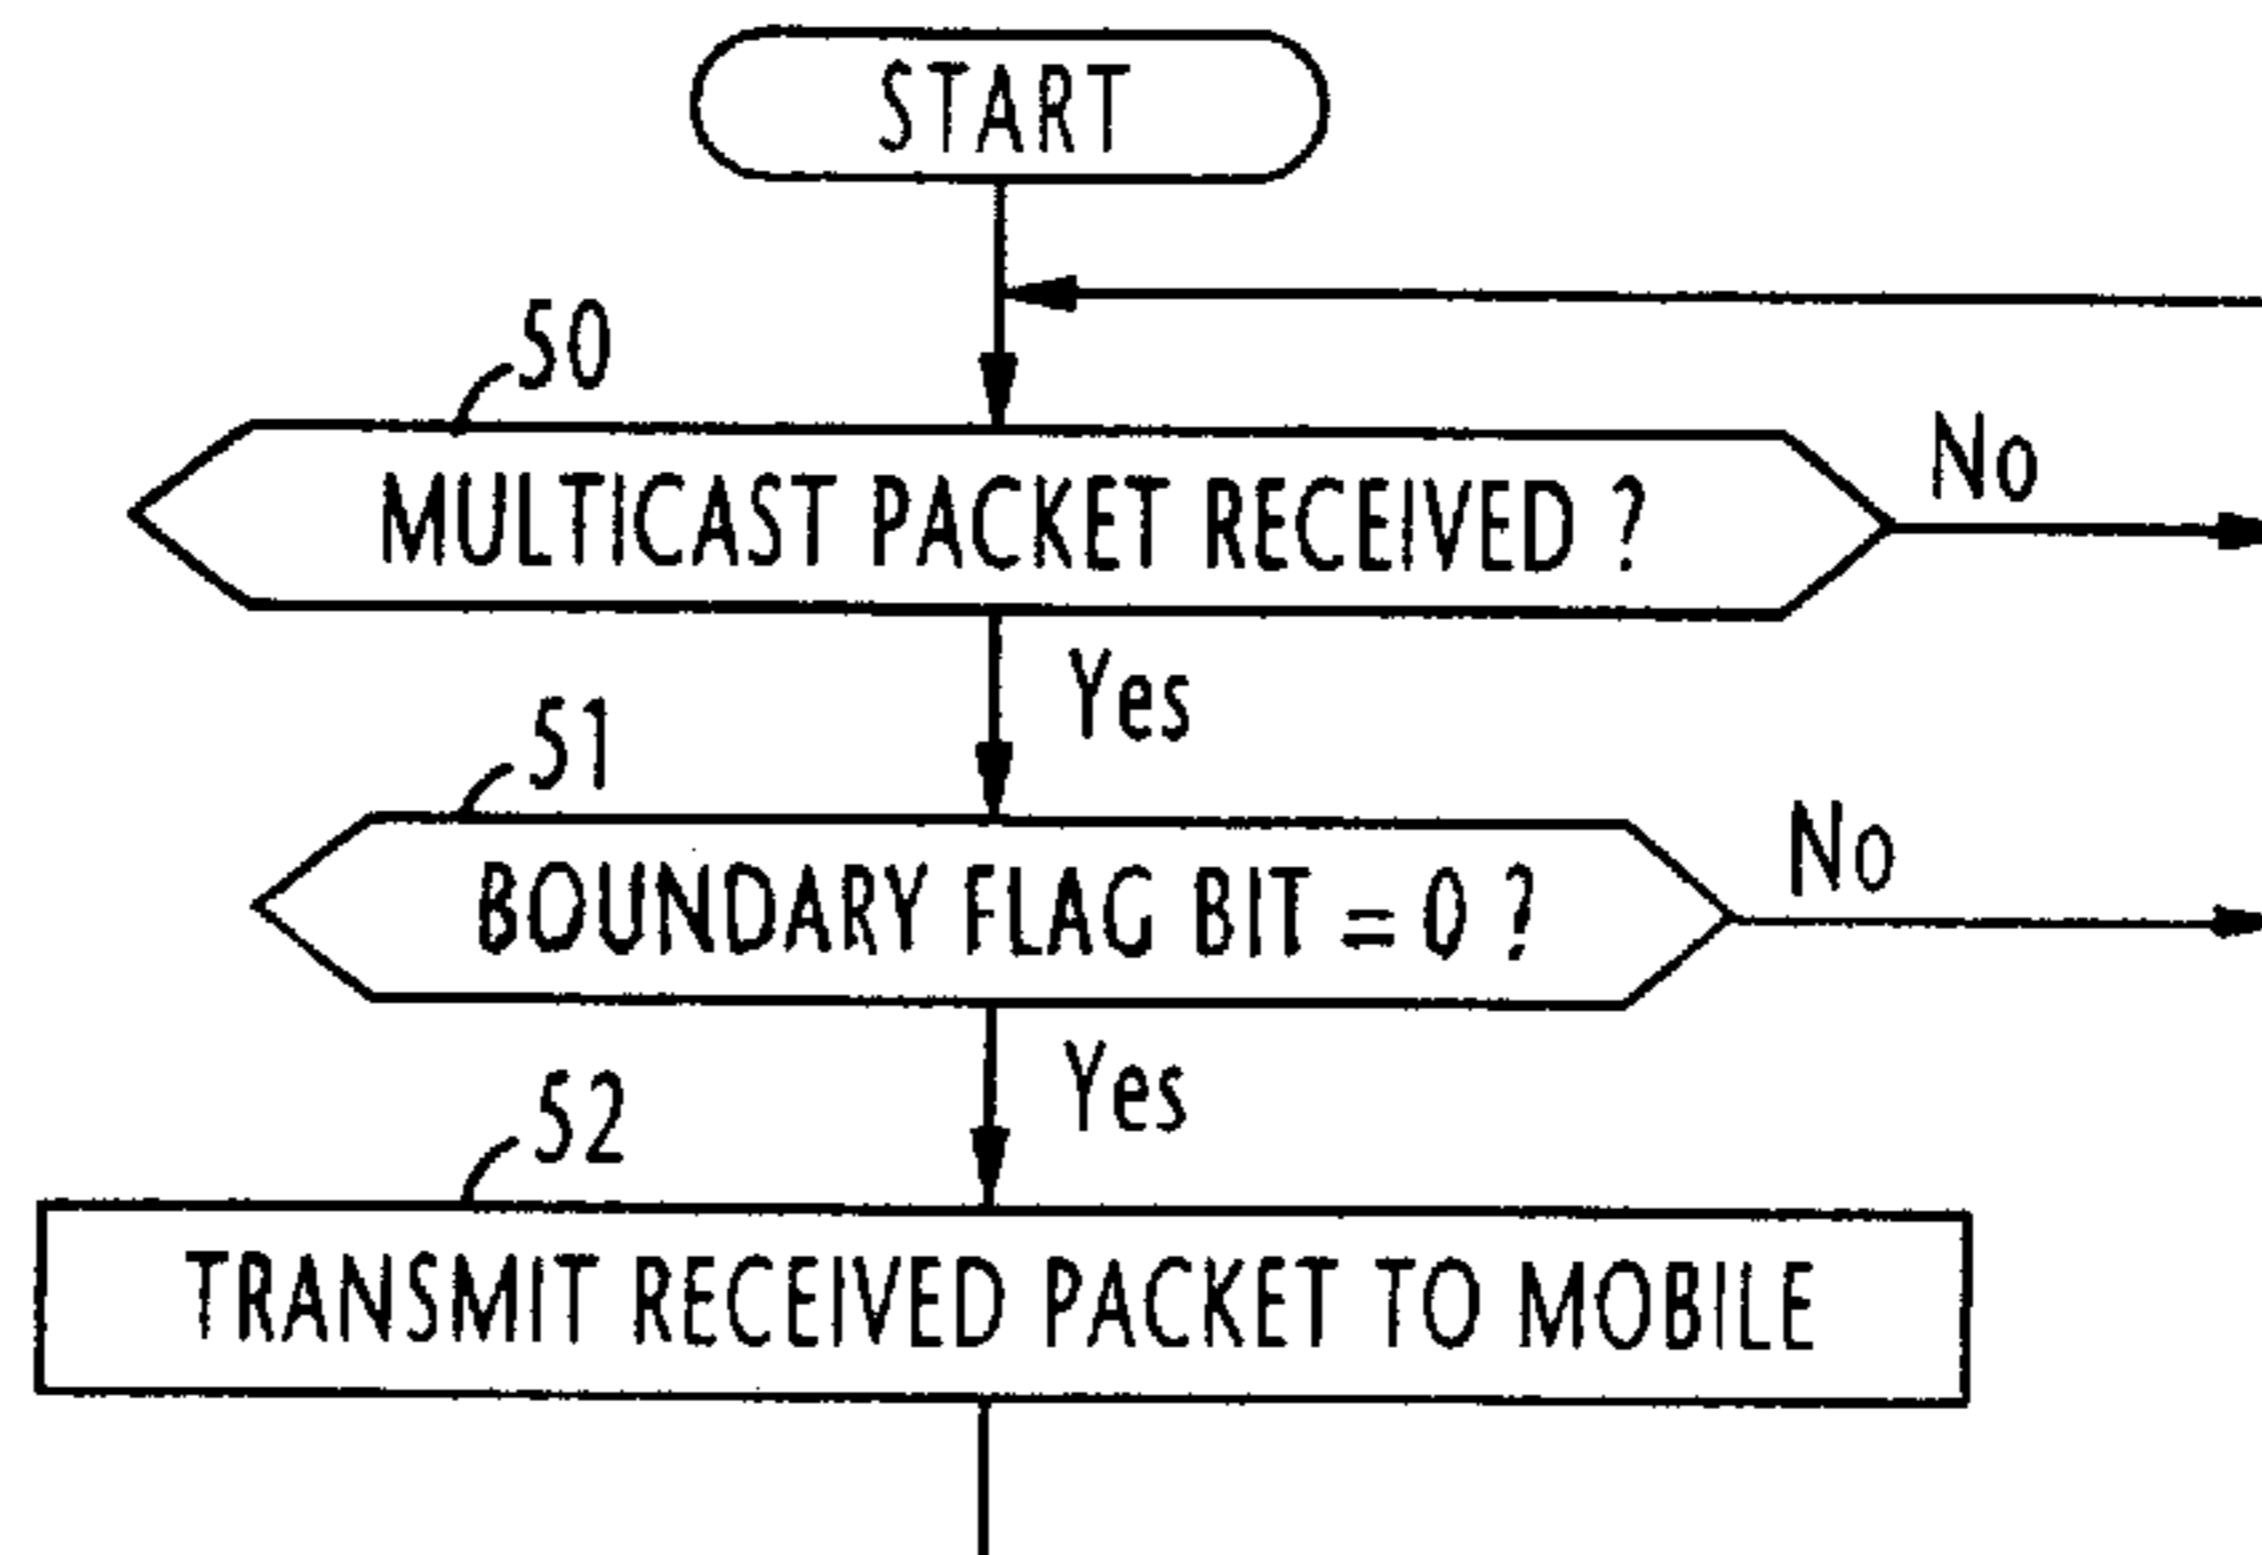 START
50
MULTICAST PACKET RECEIVED ?
No
Yes
51
BOUNDARY FLAG BIT = 0 ?
No
Yes
52
TRANSMIT RECEIVED PACKET TO MOBILE